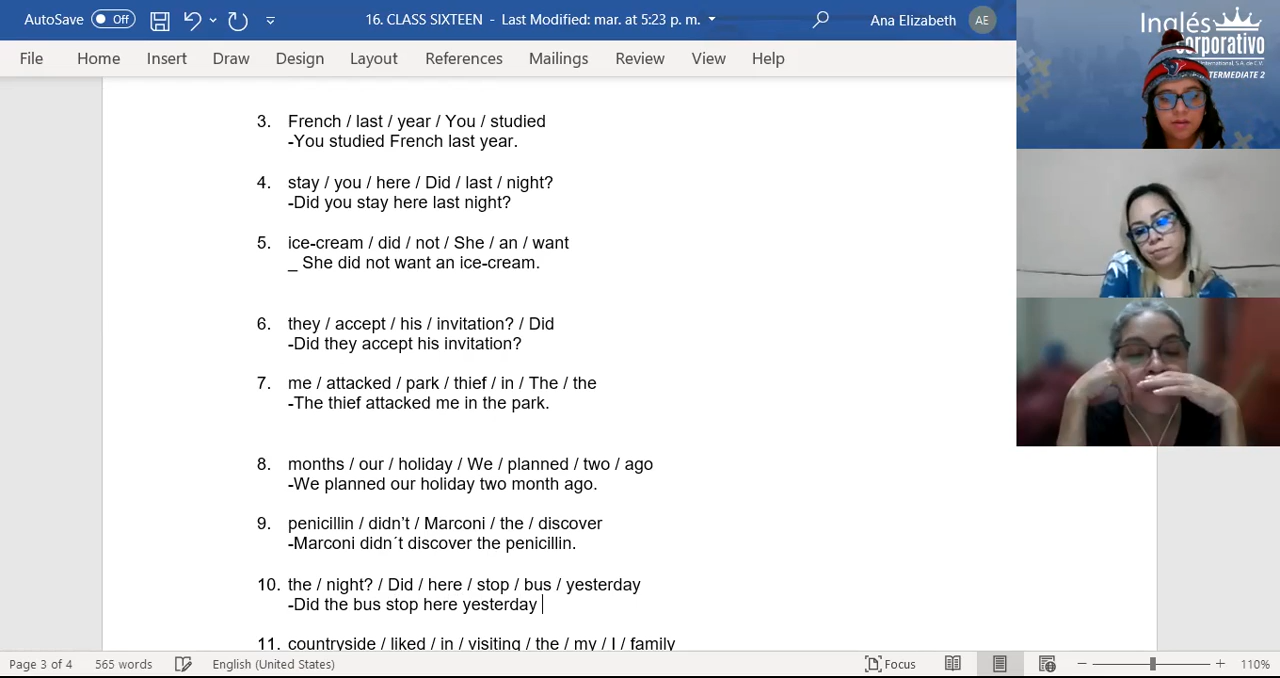 AutoSave Off 16. CLASS SIXTEEN - Last Modified: mar. at 5:23 p. m. Ana Elizabeth AE
File Home Insert Draw Design Layout References Mailings Review View Help
Inglés
Corporativo
International, S.A. de C.V.
TERMEDIATE 2
3. French / last / year / You / studied
-You studied French last year.
4. stay / you / here / Did / last / night?
-Did you stay here last night?
5. ice-cream / did / not / She / an / want
_ She did not want an ice-cream.
6. they / accept / his / invitation? / Did
-Did they accept his invitation?
7. me / attacked / park / thief / in / The / the
-The thief attacked me in the park.
8. months / our / holiday / We / planned / two / ago
-We planned our holiday two month ago.
9. penicillin / didn’t / Marconi / the / discover
-Marconi didn´t discover the penicillin.
10. the / night? / Did / here / stop / bus / yesterday
-Did the bus stop here yesterday
11. countryside / liked / in / visiting / the / my / I / family
Page 3 of 4 565 words English (United States) Focus 110%